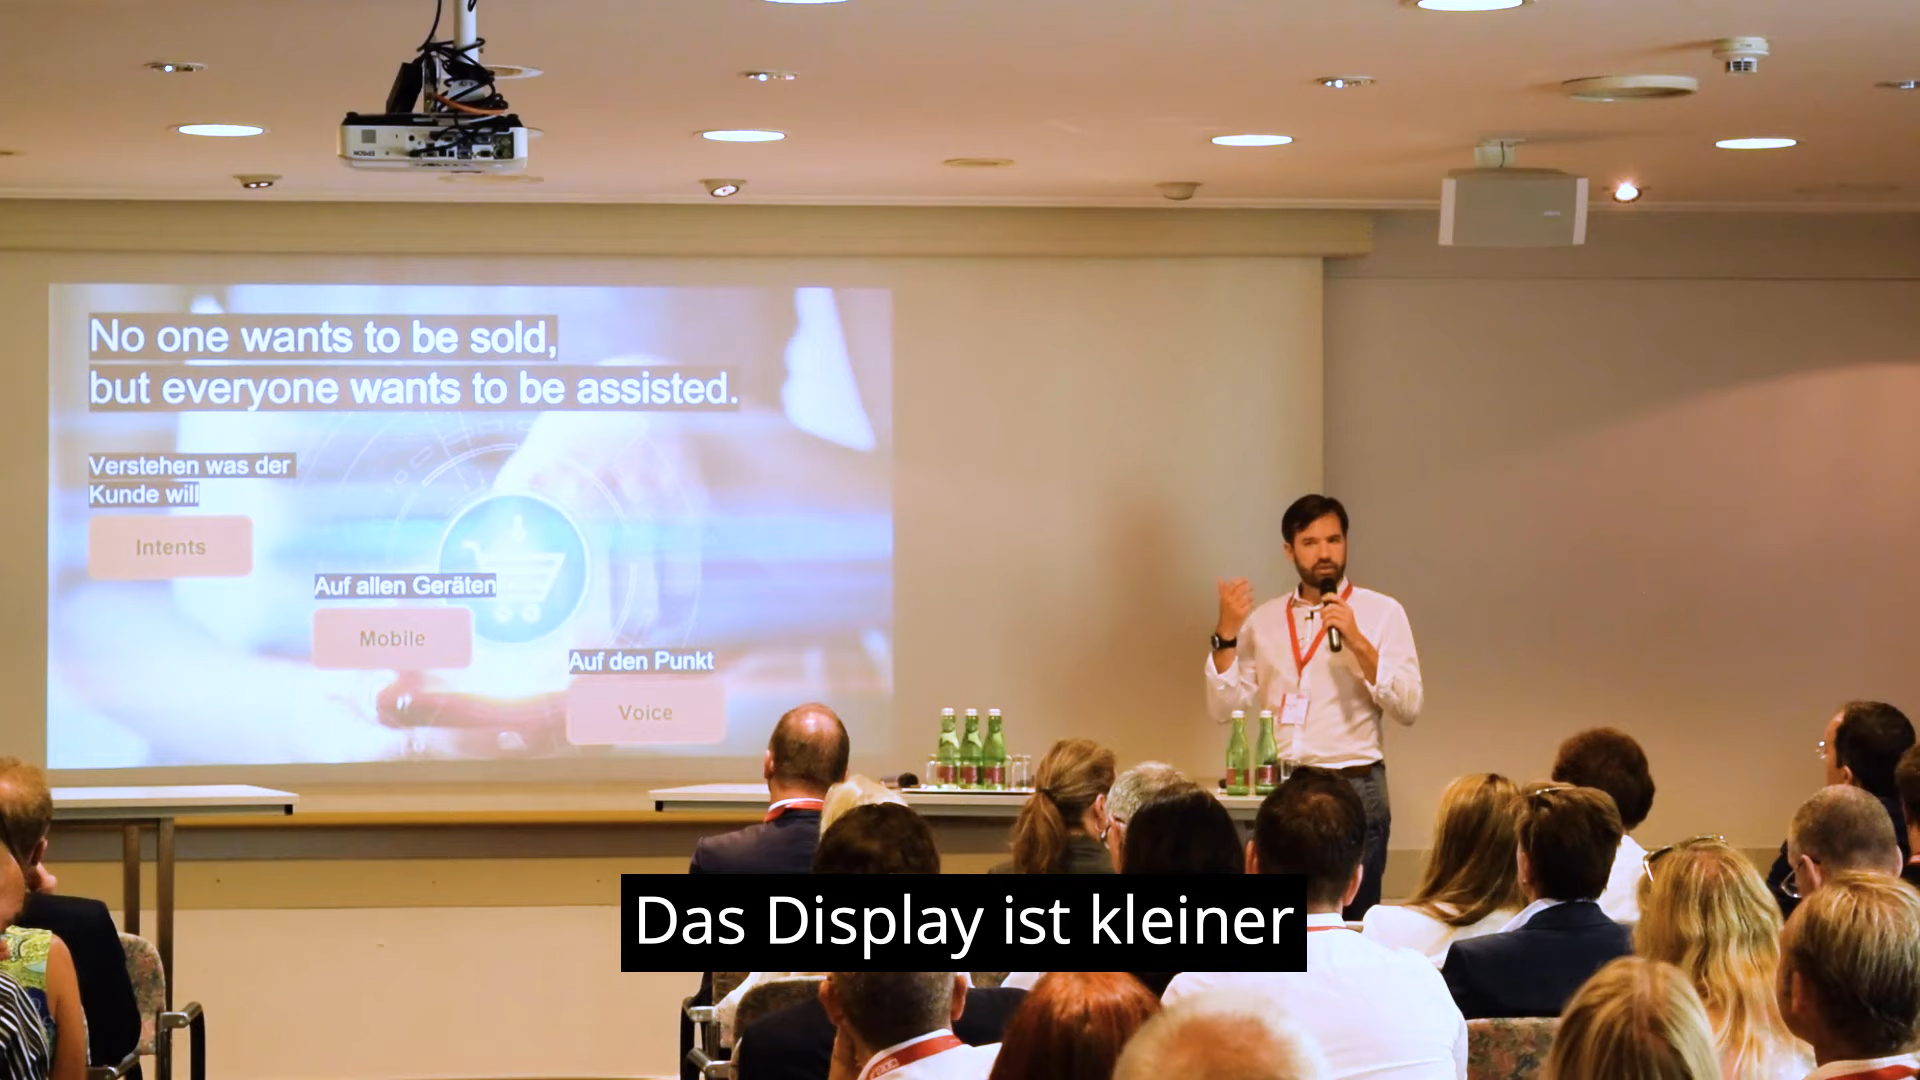 EPSON
No one wants to be sold,
but everyone wants to be assisted.
Verstehen was der
Kunde will
Intents
Auf allen Geräten
Mobile
Auf den Punkt
Voice
Das Display ist kleiner